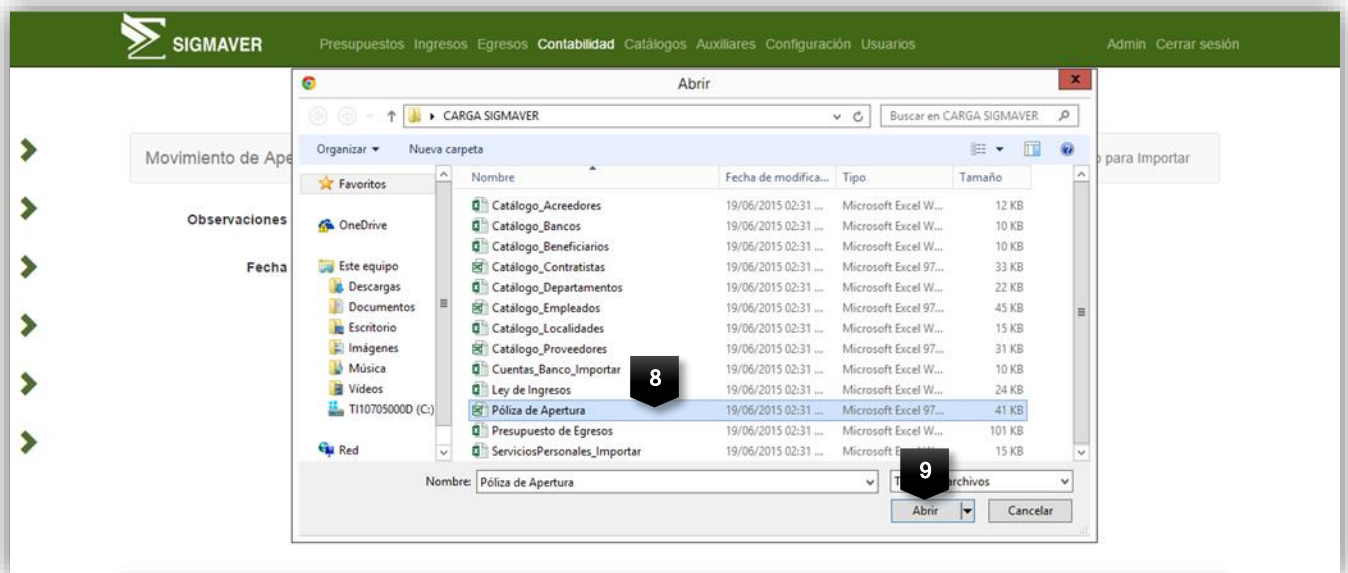 SIGMAVER Presupuestos Ingresos Egresos Contabilidad Catálogos Auxiliares Configuración Usuarios Admin Cerrar sesión
Abrir x
CARGA SIGMAVER Buscar en CARGA SIGMAVER
Organizar Nueva carpeta
Movimiento de Ape
para Importar
Observaciones
Fecha
Favoritos
OneDrive
Este equipo
Descargas
Documentos
Escritorio
Imágenes
Música
Vídeos
TI10705000D (C:)
Red
Nombre Fecha de modifica... Tipo Tamaño
Catálogo_Acreedores 19/06/2015 02:31 ... Microsoft Excel W... 12 KB
Catálogo_Bancos 19/06/2015 02:31 ... Microsoft Excel W... 10 KB
Catálogo_Beneficiarios 19/06/2015 02:31 ... Microsoft Excel W... 10 KB
Catálogo_Contratistas 19/06/2015 02:31 ... Microsoft Excel 97... 33 KB
Catálogo_Departamentos 19/06/2015 02:31 ... Microsoft Excel W... 22 KB
Catálogo_Empleados 19/06/2015 02:31 ... Microsoft Excel 97... 45 KB
Catálogo_Localidades 19/06/2015 02:31 ... Microsoft Excel W... 15 KB
Catálogo_Proveedores 19/06/2015 02:31 ... Microsoft Excel 97... 31 KB
Cuentas_Banco_Importar 19/06/2015 02:31 ... Microsoft Excel W... 10 KB
8
Ley de Ingresos 19/06/2015 02:31 ... Microsoft Excel W... 24 KB
Póliza de Apertura 19/06/2015 02:31 ... Microsoft Excel 97... 41 KB
Presupuesto de Egresos 19/06/2015 02:31 ... Microsoft Excel W... 101 KB
ServiciosPersonales_Importar 19/06/2015 02:31 ... Microsoft 15 KB
9
Nombre: Póliza de Apertura
Abrir Cancelar